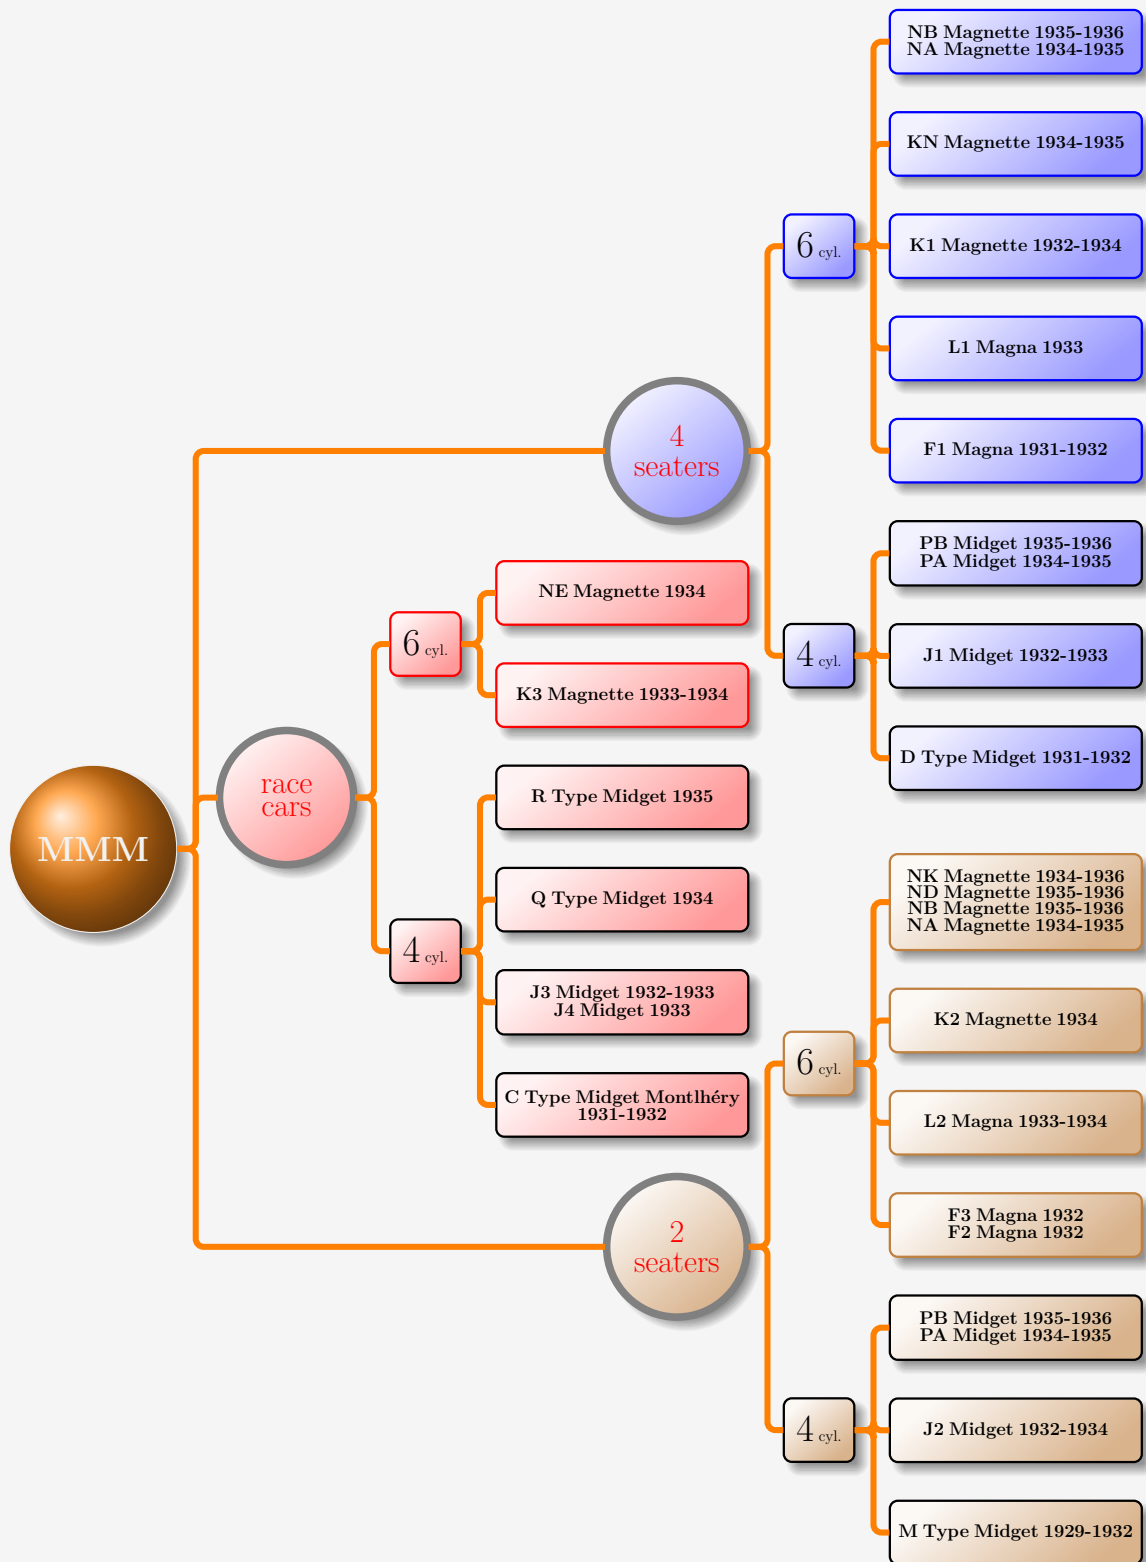 MMM
4
seaters
6 cyl.
NB Magnette 1935-1936
NA Magnette 1934-1935
KN Magnette 1934-1935
K1 Magnette 1932-1934
L1 Magna 1933
F1 Magna 1931-1932
4 cyl.
PB Midget 1935-1936
PA Midget 1934-1935
J1 Midget 1932-1933
D Type Midget 1931-1932
race
cars
6 cyl.
NE Magnette 1934
K3 Magnette 1933-1934
4 cyl.
R Type Midget 1935
Q Type Midget 1934
J3 Midget 1932-1933
J4 Midget 1933
C Type Midget Montlhéry
1931-1932
2
seaters
6 cyl.
NK Magnette 1934-1936
ND Magnette 1935-1936
NB Magnette 1935-1936
NA Magnette 1934-1935
K2 Magnette 1934
L2 Magna 1933-1934
F3 Magna 1932
F2 Magna 1932
4 cyl.
PB Midget 1935-1936
PA Midget 1934-1935
J2 Midget 1932-1934
M Type Midget 1929-1932